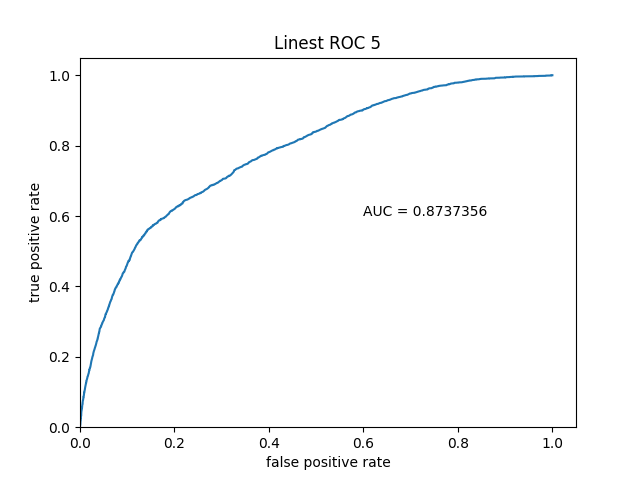 Linest ROC 5
1.0
0.8
0.6
0.4
0.2
0.0
true positive rate
AUC = 0.8737356
0.0 0.2 0.4 0.6 0.8 1.0
false positive rate